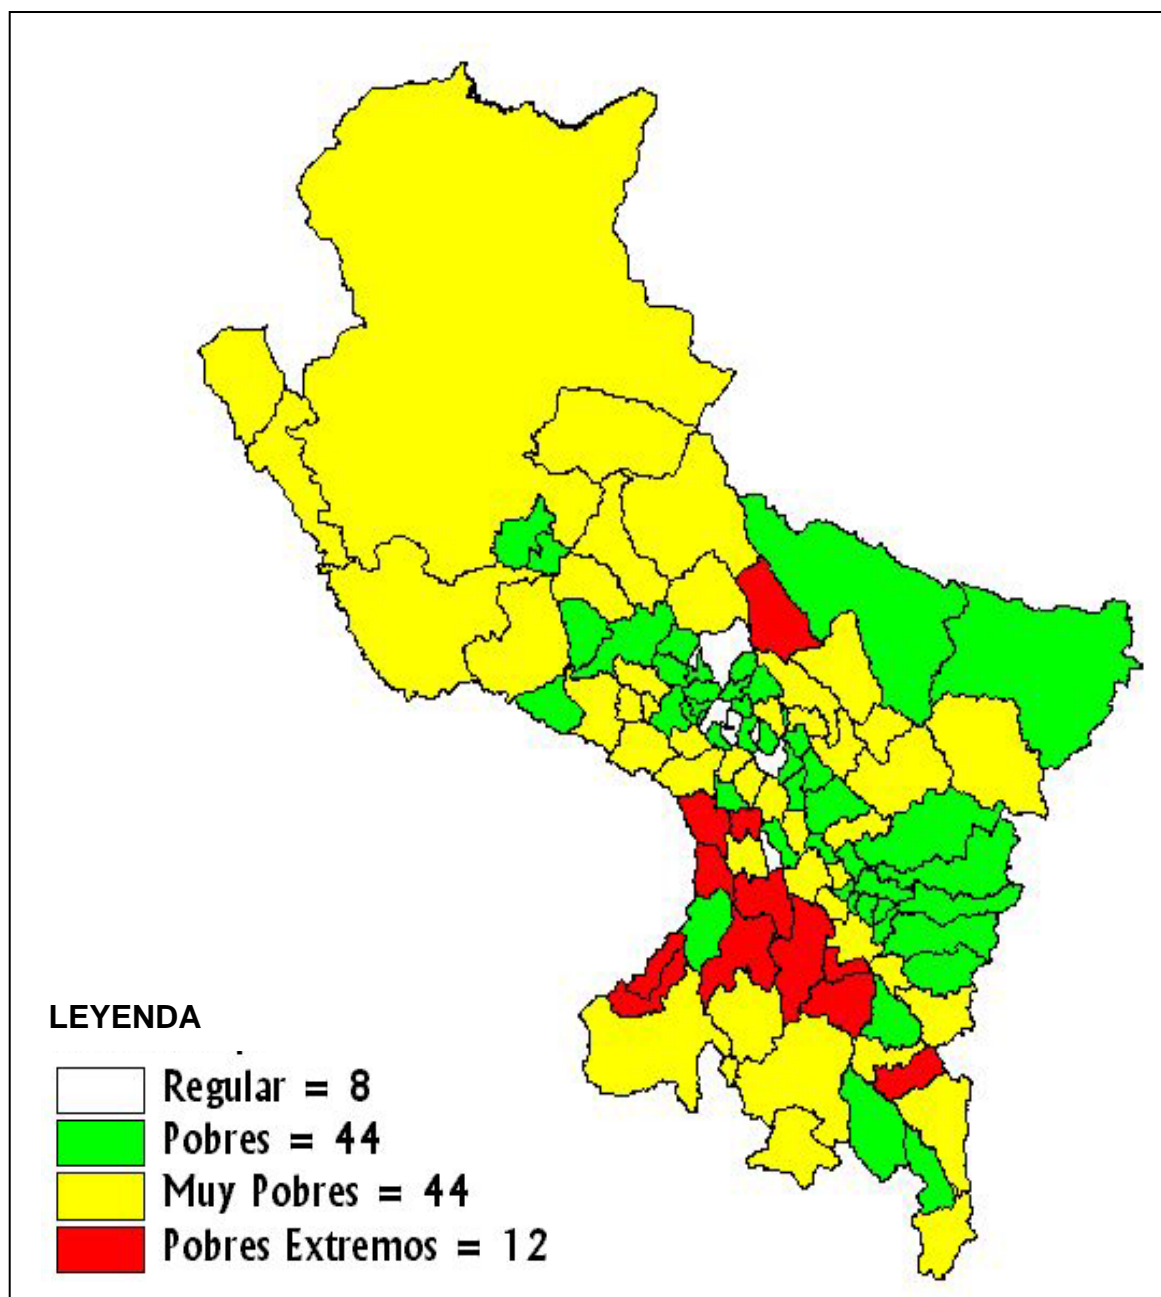 LEYENDA
Regular = 8
Pobres = 44
Muy Pobres = 44
Pobres Extremos = 12